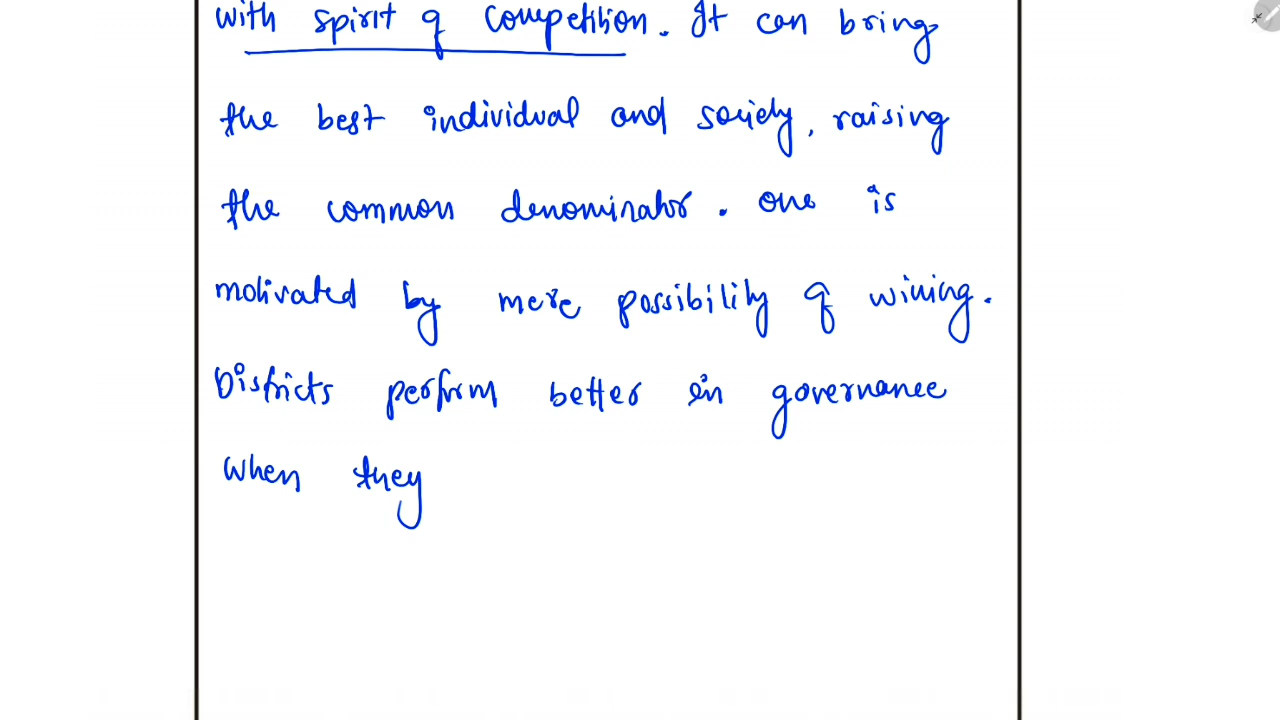 with spirit of competition. It can bring
the best individual and society, raising
the common denominator. One is
motivated by mere possibility of wining.
Districts perform better in governance
when they